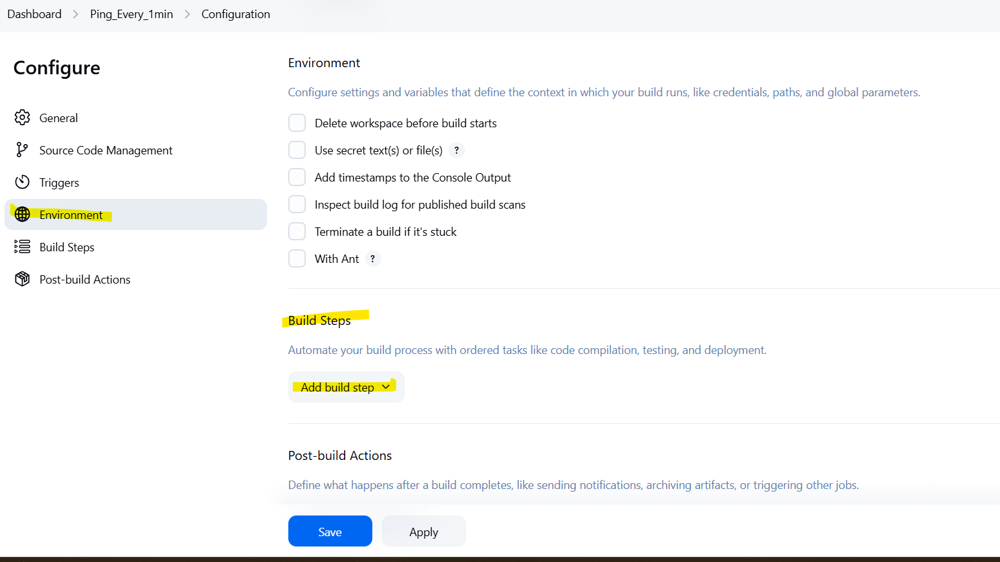 Dashboard > Ping_Every_1min > Configuration
Configure
General
Source Code Management
Triggers
Environment
Build Steps
Post-build Actions
Environment
Configure settings and variables that define the context in which your build runs, like credentials, paths, and global parameters.
Delete workspace before build starts
Use secret text(s) or file(s) ?
Add timestamps to the Console Output
Inspect build log for published build scans
Terminate a build if it's stuck
With Ant ?
Build Steps
Automate your build process with ordered tasks like code compilation, testing, and deployment.
Add build step
Post-build Actions
Define what happens after a build completes, like sending notifications, archiving artifacts, or triggering other jobs.
Save Apply